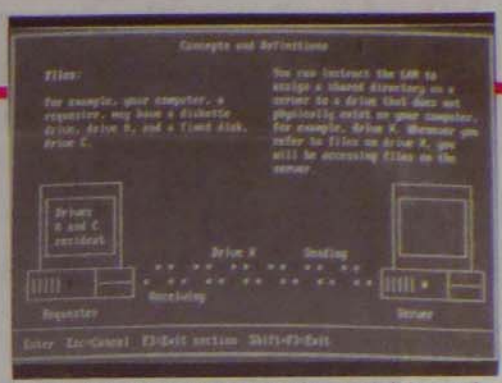 Concepts and Definitions
Files:
For example, your computer, a
requester, may have a diskette
drive, drive A, and a fixed disk,
drive C.
You can instruct the LAN to
assign a shared directory on a
server to a drive that does not
physically exist on your computer,
for example, drive X. Whenever you
refer to files on drive X, you
will be accessing files on the
server.
Drives
A and C
resident
Drive X
Sending
Receiving
Requester
Server
Enter Esc=Cancel F3=Exit section Shift+F3=Exit